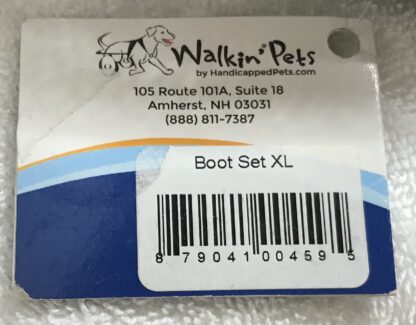 Walkin' Pets
by HandicappedPets.com
105 Route 101A, Suite 18
Amherst, NH 03031
(888) 811-7387
Boot Set XL
8 79041 00459 5